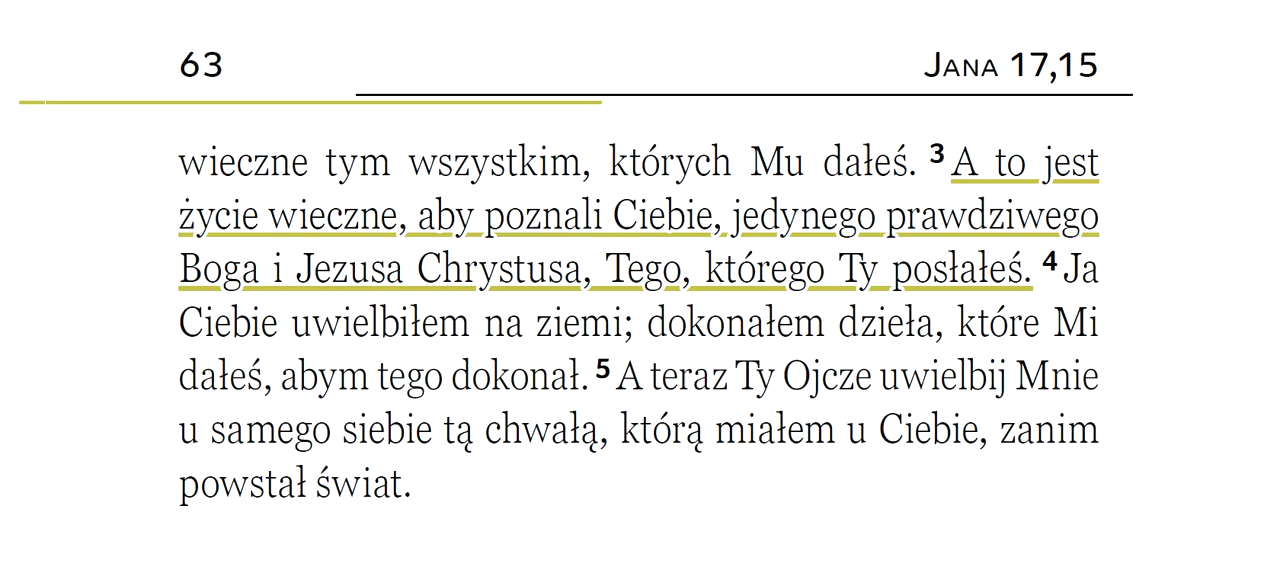 63
Jana 17,15
wieczne tym wszystkim, których Mu dałeś. 3 A to jest
życie wieczne, aby poznali Ciebie, jedynego prawdziwego
Boga i Jezusa Chrystusa, Tego, którego Ty posłałeś. 4 Ja
Ciebie uwielbiłem na ziemi; dokonałem dzieła, które Mi
dałeś, abym tego dokonał. 5 A teraz Ty Ojcze uwielbij Mnie
u samego siebie tą chwałą, którą miałem u Ciebie, zanim
powstał świat.